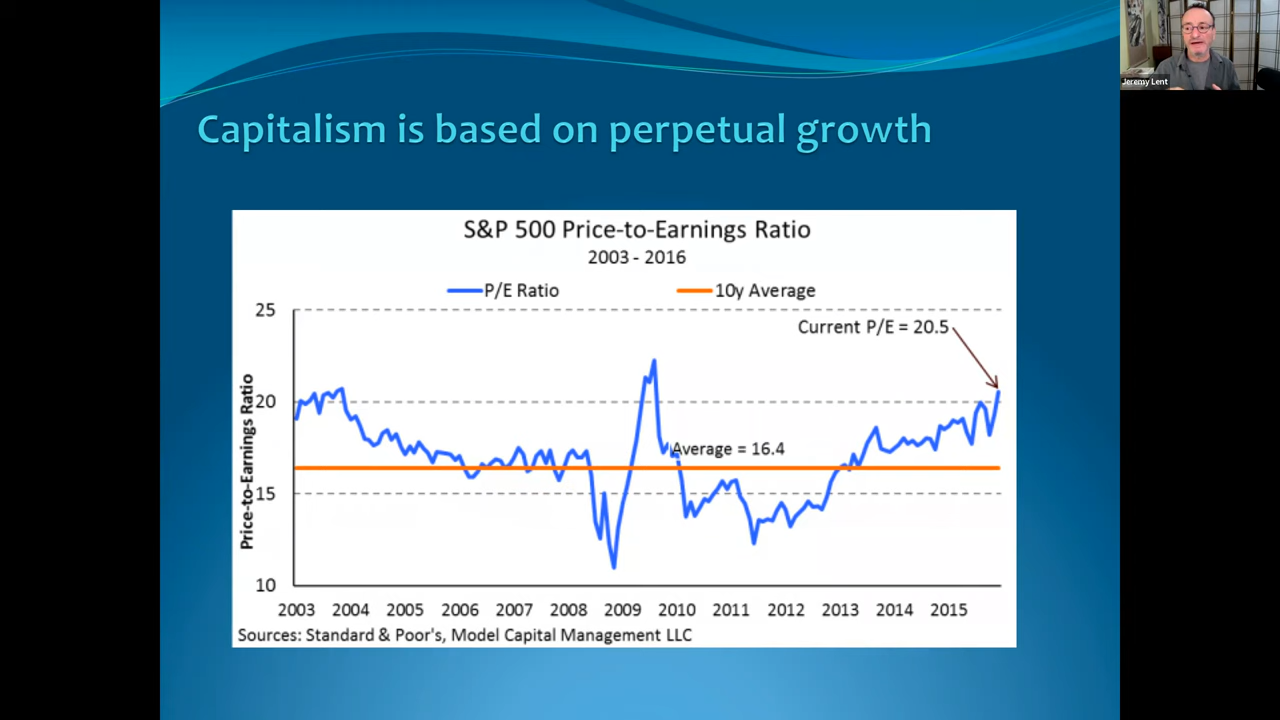 Jeremy Lent
Capitalism is based on perpetual growth
S&P 500 Price-to-Earnings Ratio
2003 - 2016
P/E Ratio
10y Average
Current P/E = 20.5
Average = 16.4
Price-to-Earnings Ratio
25
20
15
10
2003 2004 2005 2006 2007 2008 2009 2010 2011 2012 2013 2014 2015
Sources: Standard & Poor's, Model Capital Management LLC